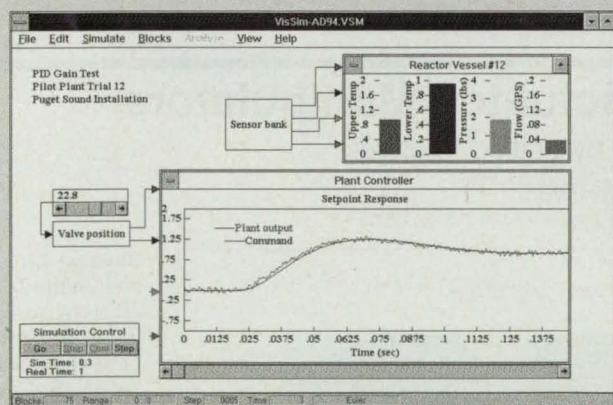 VisSim-AD94.VSM
File Edit Simulate Blocks Analyze View Help
PID Gain Test
Pilot Plant Trial 12
Puget Sound Installation
Sensor bank
Reactor Vessel #12
Upper Temp
2
1.6
1.2
.8
.4
0
Lower Temp
1
.8
.6
.4
.2
0
Pressure (lbs)
4
3
2
1
0
Flow (GPS)
.2
.16
.12
.08
.04
0
22.8
Valve position
Plant Controller
Setpoint Response
Plant output
Command
2
1.75
1.25
.75
.25
.25
.75
0 .0125 .025 .0375 .05 .0625 .075 .0875 .1 .1125 .125 .1375
Time (sec)
Simulation Control
Go Stop Cont Step
Sim Time: 0.3
Real Time: 1
Blocks: 75 Range: 0 Step: .0005 Time: Euler